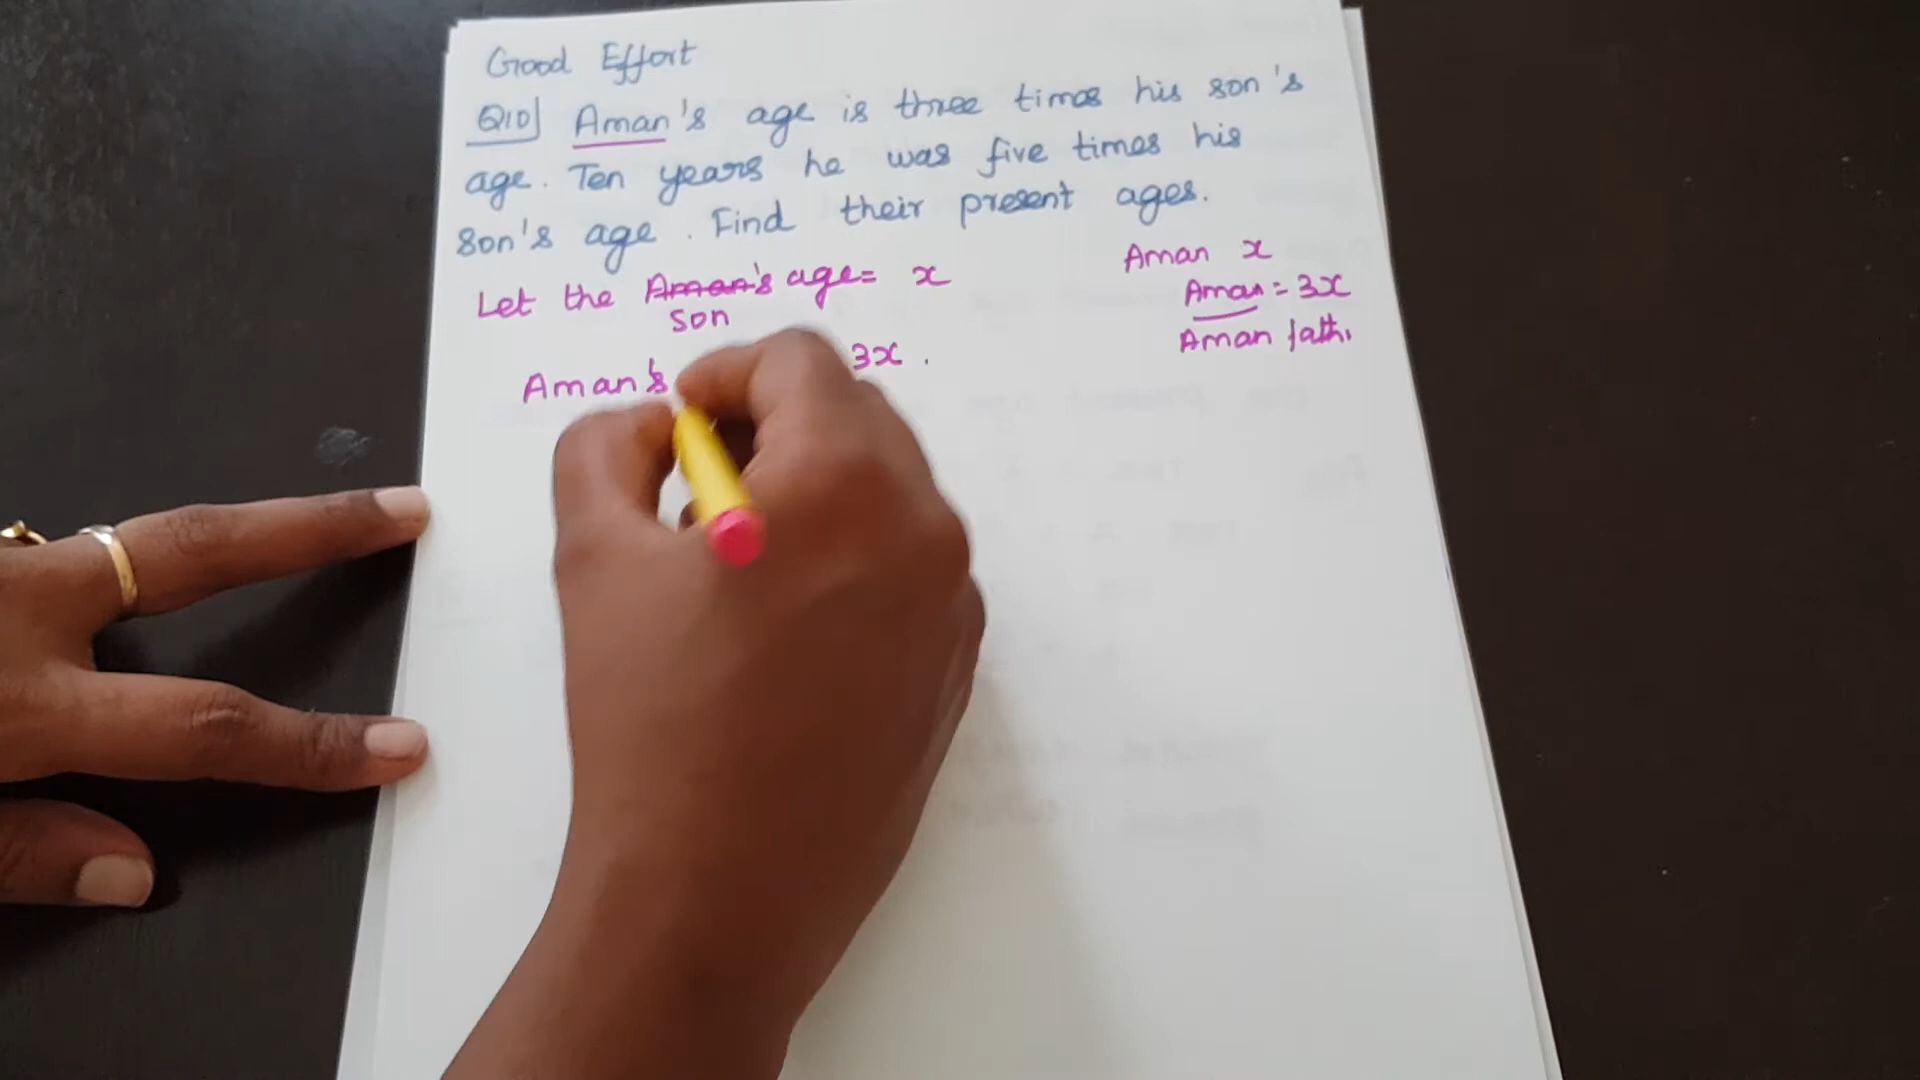 Good Effort
Q10] Aman's age is three times his son's
age. Ten years he was five times his
son's age. Find their present ages.
Let the Aman's age= x
son
Aman's 3x.
Aman x
Aman = 3x
Aman fath.